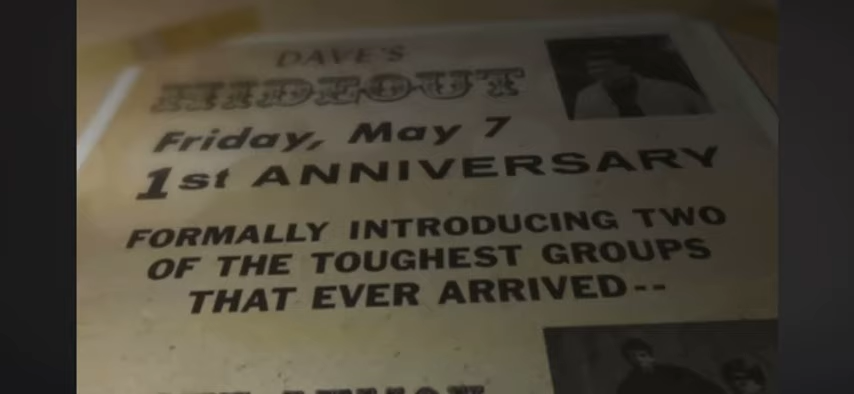 DAVE'S
HIDEOUT
Friday, May 7
1st ANNIVERSARY
FORMALLY INTRODUCING TWO
OF THE TOUGHEST GROUPS
THAT EVER ARRIVED--